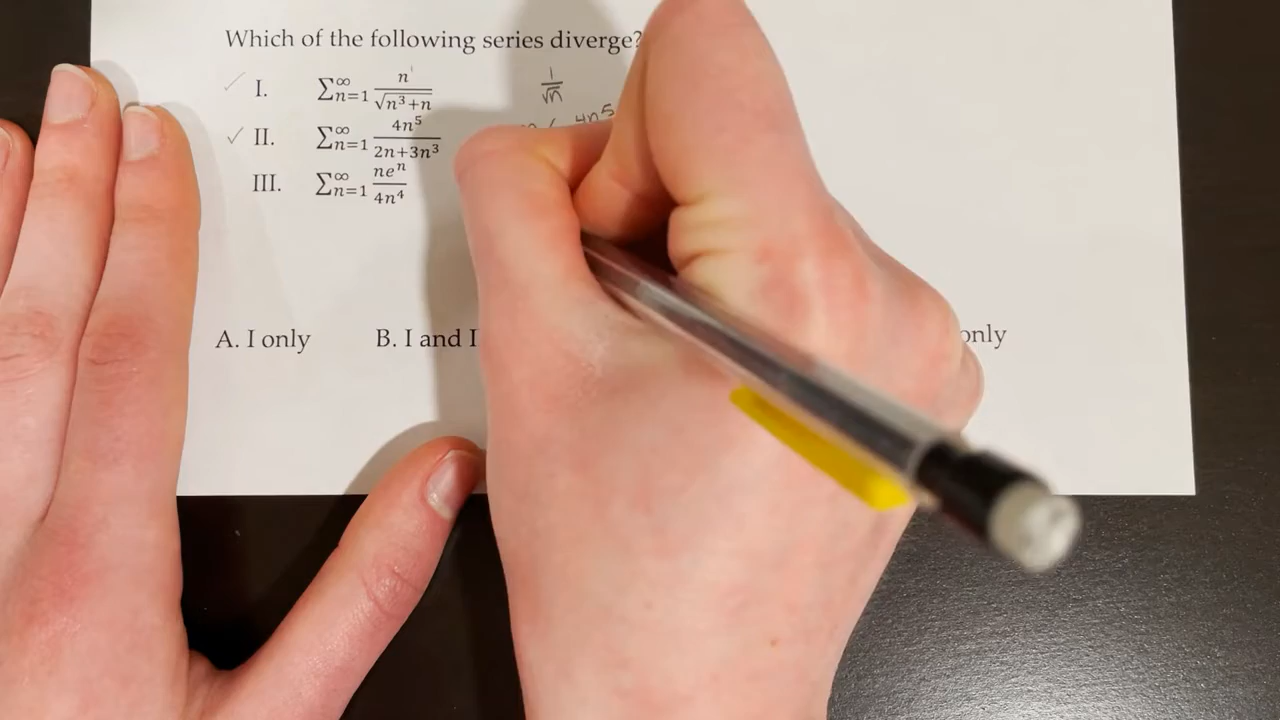 Which of the following series diverge?
✓ I. ∑_{n=1}^{∞} n^1/√(n³+n) 1/√n
✓ II. ∑_{n=1}^{∞} 4n⁵/(2n+3n³) 4n⁵
III. ∑_{n=1}^{∞} neⁿ/4n⁴
A. I only B. I and only